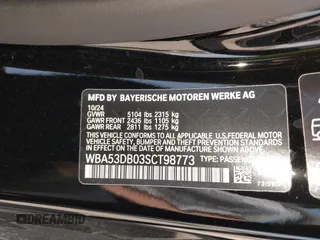 MFD BY BAYERISCHE MOTOREN WERKE AG
10/24
GVWR 5104 lbs 2315 kg
GAWR FRONT 2436 lbs 1105 kg
GAWR REAR 2811 lbs 1275 kg
THIS VEHICLE CONFORMS TO ALL APPLICABLE U.S.FEDERAL MOTOR
VEHICLE SAFETY, BUMPER, AND THEFT PREVENTION STANDARDS
IN EFFECT ON THE DATE OF MANUFACTURE SHOWN ABOVE.
WBA53DB03SCT98773 TYPE: PASSEN
DREAMBID